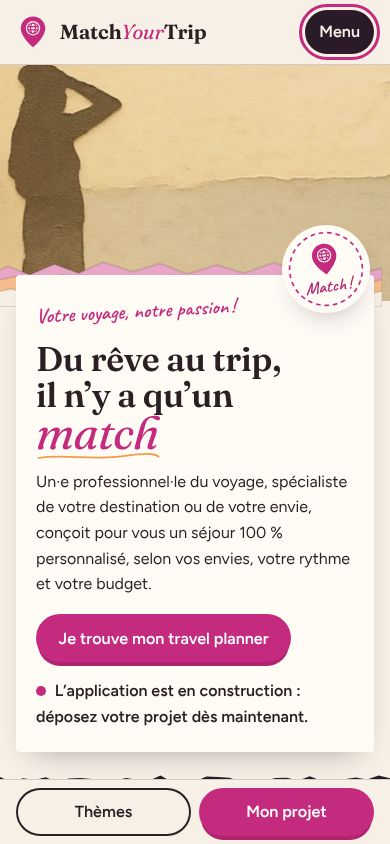 MatchYourTrip
Menu
Match !
Votre voyage, notre passion !
Du rêve au trip,
il n’y a qu’un
match
Un·e professionnel·le du voyage, spécialiste
de votre destination ou de votre envie,
conçoit pour vous un séjour 100 %
personnalisé, selon vos envies, votre rythme
et votre budget.
Je trouve mon travel planner
L’application est en construction :
déposez votre projet dès maintenant.
Thèmes
Mon projet